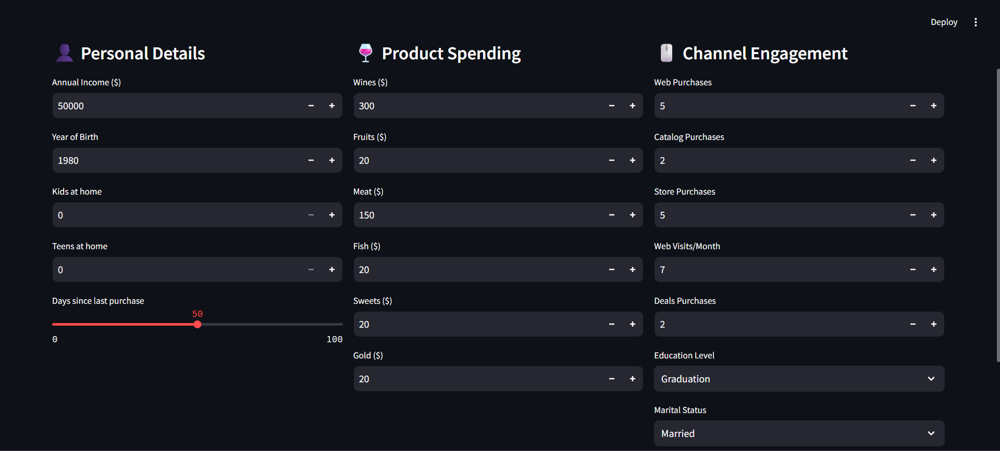 Deploy
Personal Details
Annual Income ($)
50000
Year of Birth
1980
Kids at home
0
Teens at home
0
Days since last purchase
50
0 100
Product Spending
Wines ($)
300
Fruits ($)
20
Meat ($)
150
Fish ($)
20
Sweets ($)
20
Gold ($)
20
Channel Engagement
Web Purchases
5
Catalog Purchases
2
Store Purchases
5
Web Visits/Month
7
Deals Purchases
2
Education Level
Graduation
Marital Status
Married